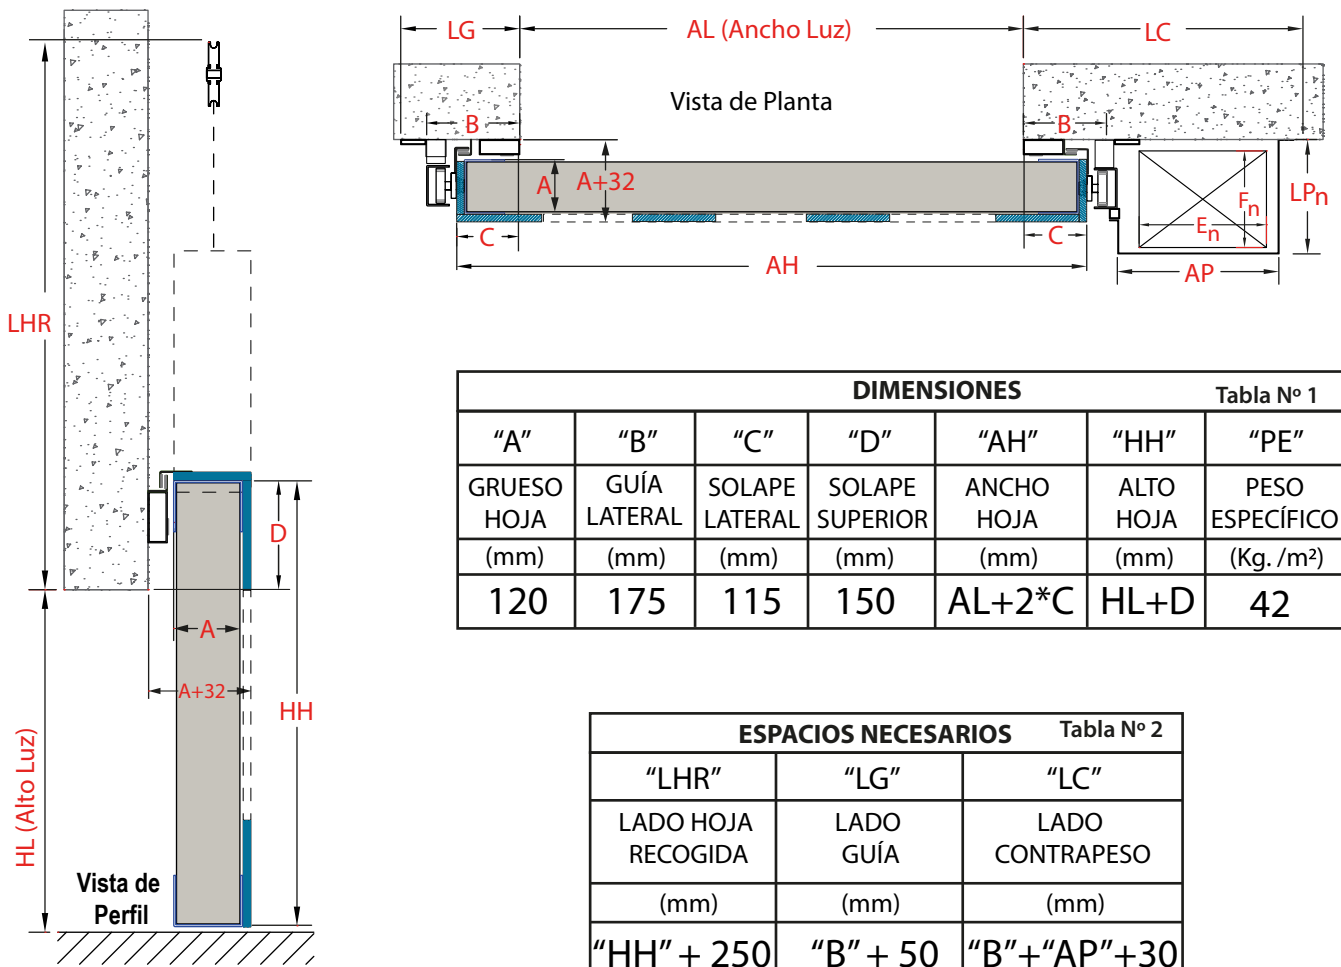 LG
AL (Ancho Luz)
LC
Vista de Planta
B
B
A
A+32
C
C
AH
Fn
En
LPn
AP
LHR
D
A
A+32
HH
HL (Alto Luz)
Vista de
Perfil
DIMENSIONES Tabla Nº 1
“A” “B” “C” “D” “AH” “HH” “PE”
GRUESO GUÍA SOLAPE SOLAPE ANCHO ALTO PESO
HOJA LATERAL LATERAL SUPERIOR HOJA HOJA ESPECÍFICO
(mm) (mm) (mm) (mm) (mm) (mm) (Kg. /m²)
120 175 115 150 AL+2*C HL+D 42
ESPACIOS NECESARIOS Tabla Nº 2
“LHR” “LG” “LC”
LADO HOJA LADO LADO
RECOGIDA GUÍA CONTRAPESO
(mm) (mm) (mm)
“HH” + 250 “B” + 50 “B”+“AP”+30